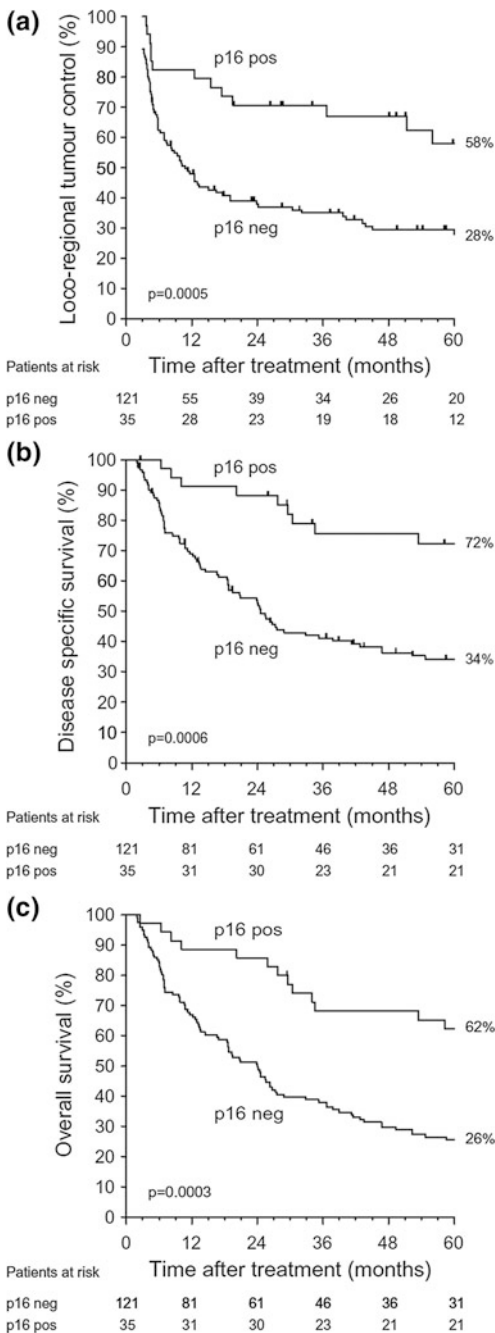 (a)
Loco-regional tumour control (%)
100
90
80
70
60
50
40
30
20
10
0
p16 pos
58%
p16 neg
28%
p=0.0005
0 12 24 36 48 60
Patients at risk Time after treatment (months)
p16 neg 121 55 39 34 26 20
p16 pos 35 28 23 19 18 12
(b)
Disease specific survival (%)
100
90
80
70
60
50
40
30
20
10
0
p16 pos
72%
p16 neg
34%
p=0.0006
0 12 24 36 48 60
Patients at risk Time after treatment (months)
p16 neg 121 81 61 46 36 31
p16 pos 35 31 30 23 21 21
(c)
Overall survival (%)
100
90
80
70
60
50
40
30
20
10
0
p16 pos
62%
p16 neg
26%
p=0.0003
0 12 24 36 48 60
Patients at risk Time after treatment (months)
p16 neg 121 81 61 46 36 31
p16 pos 35 31 30 23 21 21